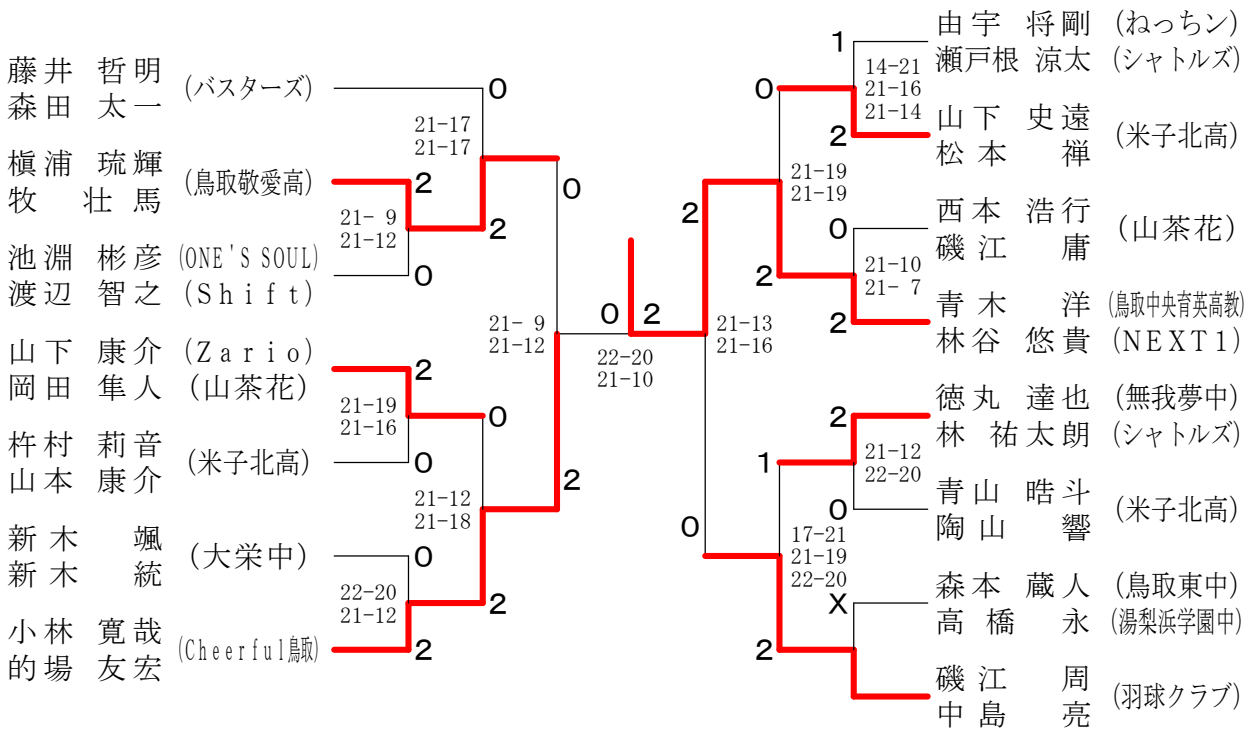 藤井 哲明
森田 太一
(バスターズ)
槇浦 琉輝
牧 壮馬
(鳥取敬愛高)
池淵 彬彦 (ONE'S SOUL)
渡辺 智之 (Shift)
山下 康介 (Zario)
岡田 隼人 (山茶花)
杵村 莉音
山本 康介
(米子北高)
新木 颯
新木 統
(大栄中)
小林 寛哉
的場 友宏
(Cheerful鳥取)
0
21-17
21-17
2
2
21- 9
21-12
0
0
21- 9
21-12
2
21-19
21-16
0
0
2
21-12
21-18
0
22-20
21-12
2
2
0 2
22-20
21-10
1
14-21
21-16
21-14
2
0
21-19
21-19
2
2
0
21-10
21- 7
2
21-13
21-16
2
21-12
22-20
0
1
0
17-21
21-19
22-20
X
2
由宇 将剛 (ねっちン)
瀬戸根 涼太 (シャトルズ)
山下 史遠
松本 禅
(米子北高)
西本 浩行
磯江 庸
(山茶花)
青木 洋 (鳥取中央育英高教)
林谷 悠貴 (NEXT1)
徳丸 達也 (無我夢中)
林 祐太朗 (シャトルズ)
青山 晧斗
陶山 響
(米子北高)
森本 蔵人 (鳥取東中)
高橋 永 (湯梨浜学園中)
磯江 周
中島 亮
(羽球クラブ)